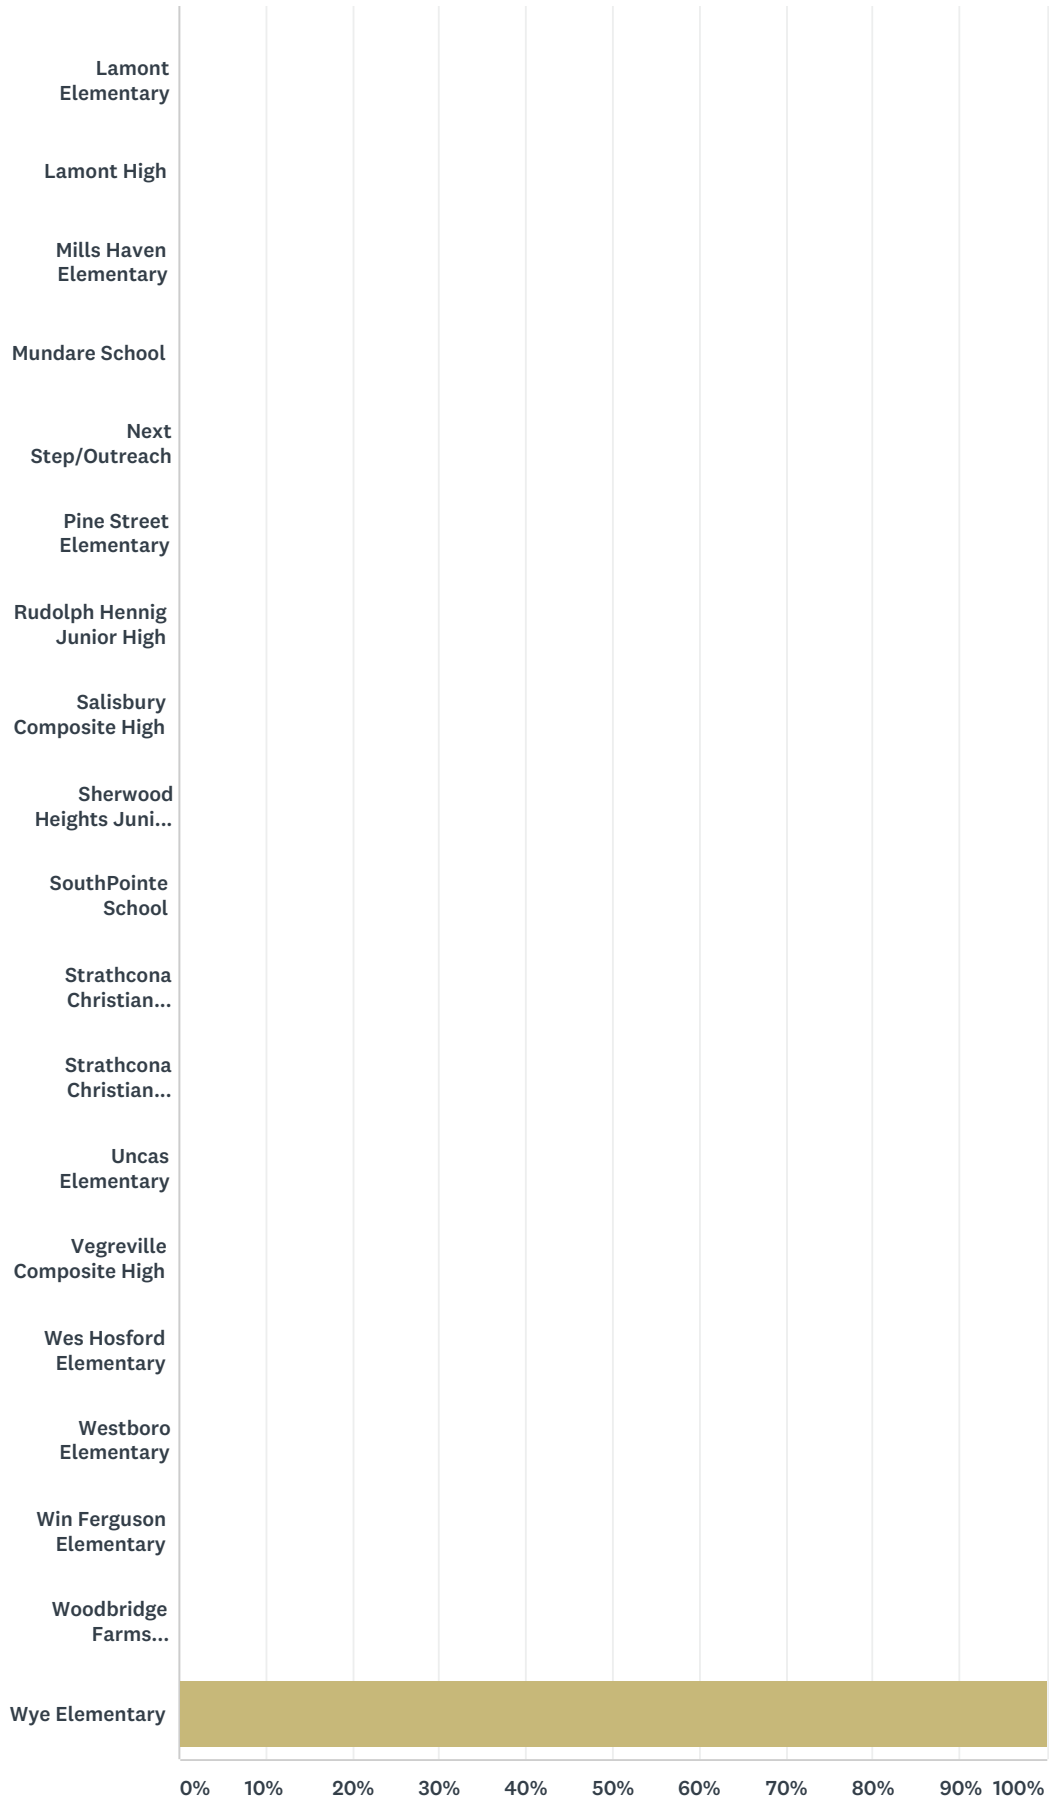 Lamont
Elementary
Lamont High
Mills Haven
Elementary
Mundare School
Next
Step/Outreach
Pine Street
Elementary
Rudolph Hennig
Junior High
Salisbury
Composite High
Sherwood
Heights Juni...
SouthPointe
School
Strathcona
Christian...
Strathcona
Christian...
Uncas
Elementary
Vegreville
Composite High
Wes Hosford
Elementary
Westboro
Elementary
Win Ferguson
Elementary
Woodbridge
Farms...
Wye Elementary
0% 10% 20% 30% 40% 50% 60% 70% 80% 90% 100%